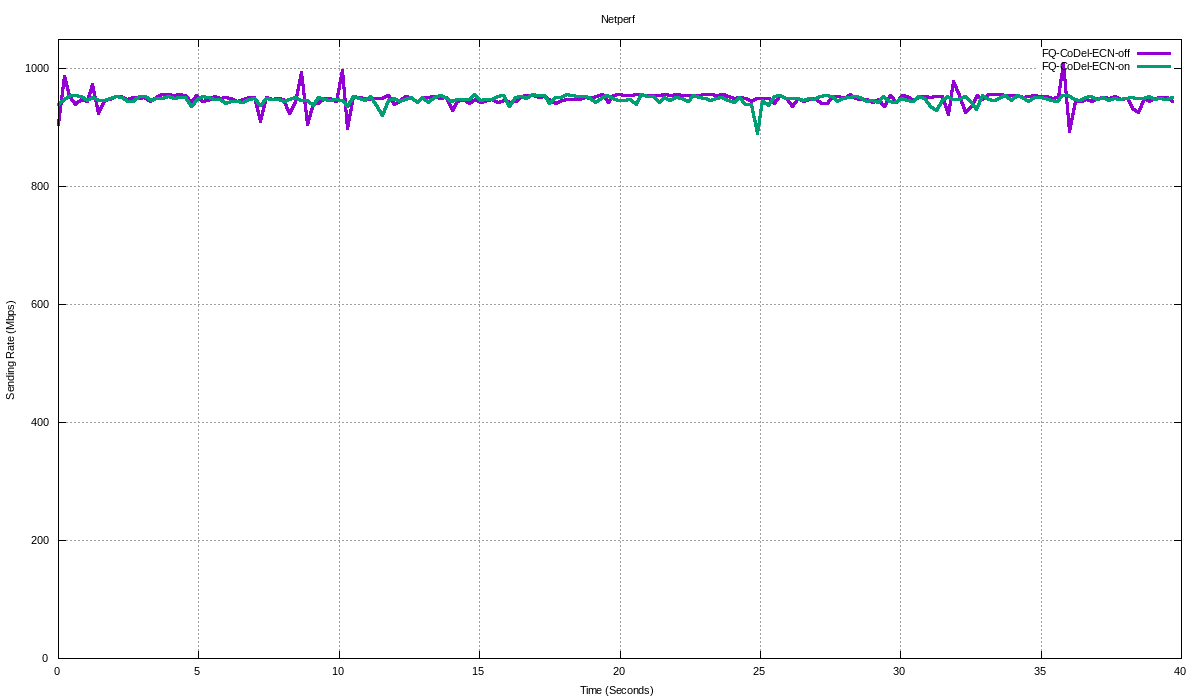 Netperf
FQ-CoDel-ECN-off
FQ-CoDel-ECN-on
1000
800
600
400
200
0
Sending Rate (Mbps)
0 5 10 15 20 25 30 35 40
Time (Seconds)